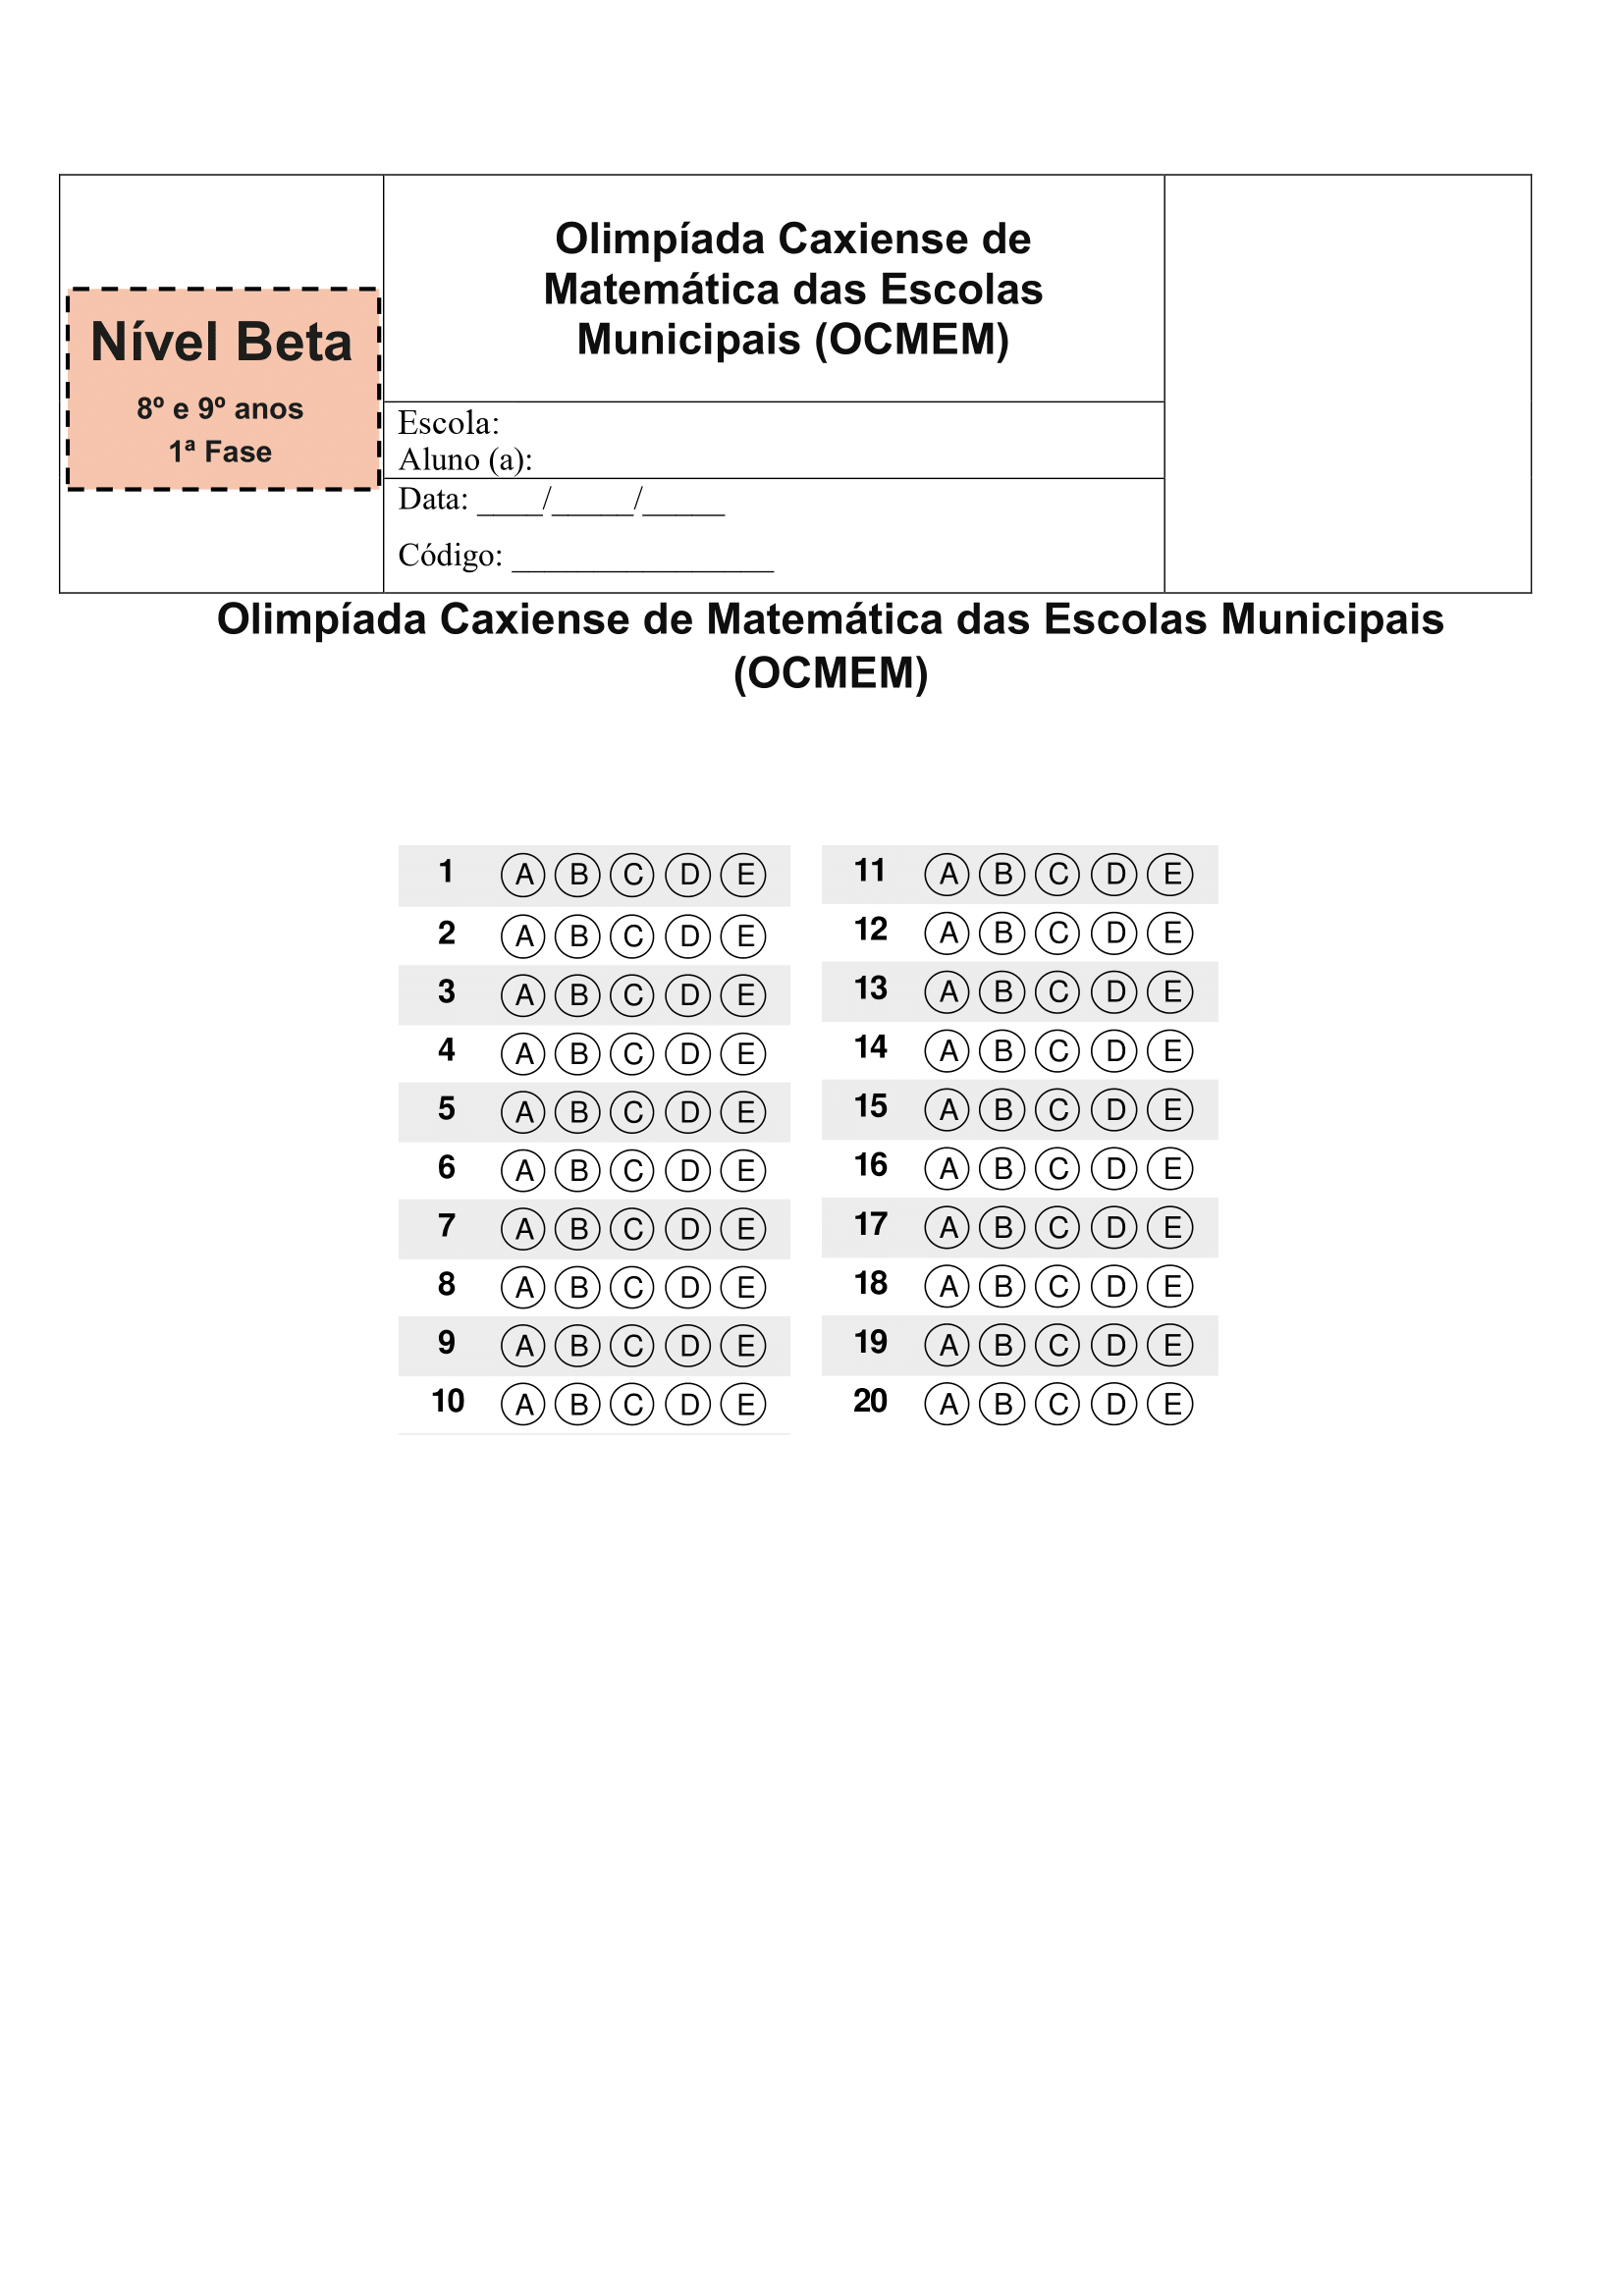 Nível Beta
8º e 9º anos
1ª Fase
Olimpíada Caxiense de
Matemática das Escolas
Municipais (OCMEM)
Escola:
Aluno (a):
Data: ____/_____/_____
Código: ________________
Olimpíada Caxiense de Matemática das Escolas Municipais
(OCMEM)
1 A B C D E
2 A B C D E
3 A B C D E
4 A B C D E
5 A B C D E
6 A B C D E
7 A B C D E
8 A B C D E
9 A B C D E
10 A B C D E
11 A B C D E
12 A B C D E
13 A B C D E
14 A B C D E
15 A B C D E
16 A B C D E
17 A B C D E
18 A B C D E
19 A B C D E
20 A B C D E